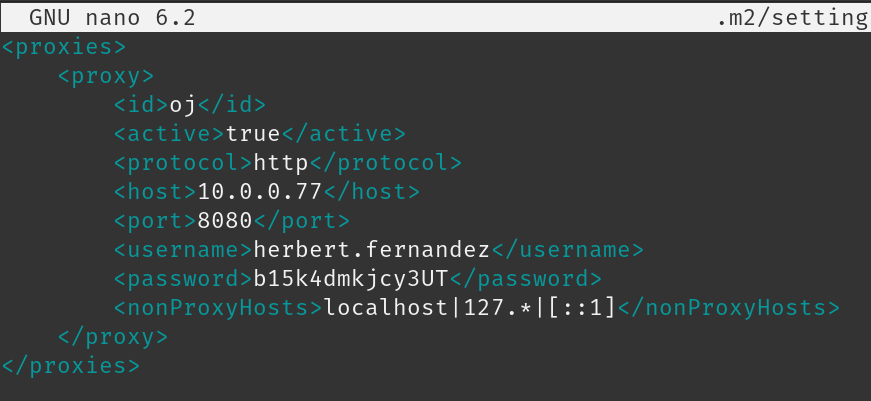 GNU nano 6.2 .m2/setting
<proxies>
<proxy>
<id>oj</id>
<active>true</active>
<protocol>http</protocol>
<host>10.0.0.77</host>
<port>8080</port>
<username>herbert.fernandez</username>
<password>b15k4dmkjcy3UT</password>
<nonProxyHosts>localhost|127.*|[::1]</nonProxyHosts>
</proxy>
</proxies>